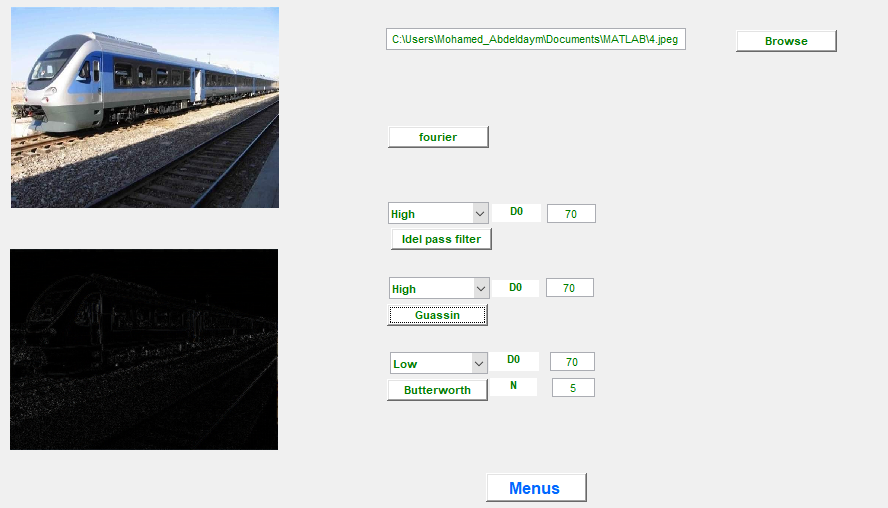 C:\Users\Mohamed_Abdeldaym\Documents\MATLAB\4.jpeg
Browse
fourier
High D0 70
Idel pass filter
High D0 70
Guassin
Low D0 70
Butterworth N 5
Menus